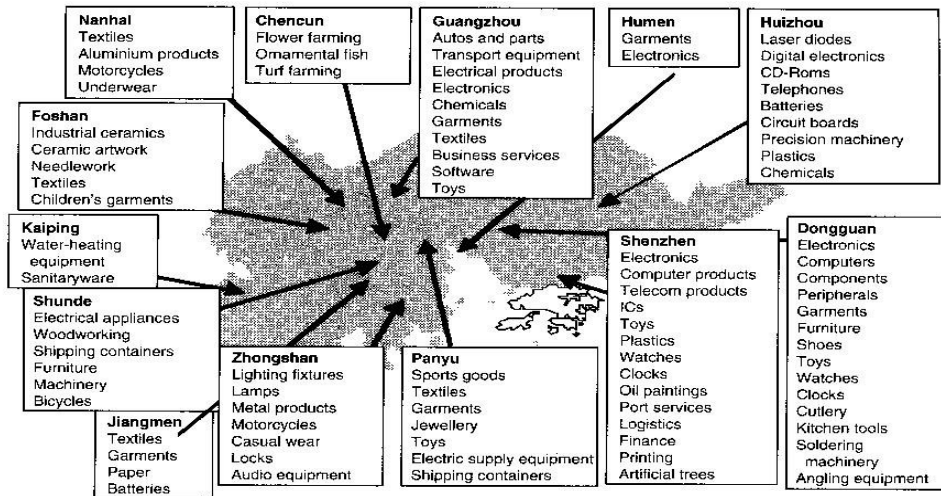 Nanhai
Textiles
Aluminium products
Motorcycles
Underwear
Chencun
Flower farming
Ornamental fish
Turf farming
Guangzhou
Autos and parts
Transport equipment
Electrical products
Electronics
Chemicals
Garments
Textiles
Business services
Software
Toys
Humen
Garments
Electronics
Huizhou
Laser diodes
Digital electronics
CD-Roms
Telephones
Batteries
Circuit boards
Precision machinery
Plastics
Chemicals
Foshan
Industrial ceramics
Ceramic artwork
Needlework
Textiles
Children's garments
Kaiping
Water-heating
equipment
Sanitaryware
Shunde
Electrical appliances
Woodworking
Shipping containers
Furniture
Machinery
Bicycles
Jiangmen
Textiles
Garments
Paper
Batteries
Zhongshan
Lighting fixtures
Lamps
Metal products
Motorcycles
Casual wear
Locks
Audio equipment
Panyu
Sports goods
Textiles
Garments
Jewellery
Toys
Electric supply equipment
Shipping containers
Shenzhen
Electronics
Computer products
Telecom products
ICs
Toys
Plastics
Watches
Clocks
Oil paintings
Port services
Logistics
Finance
Printing
Artificial trees
Dongguan
Electronics
Computers
Components
Peripherals
Garments
Furniture
Shoes
Toys
Watches
Clocks
Cutlery
Kitchen tools
Soldering
machinery
Angling equipment